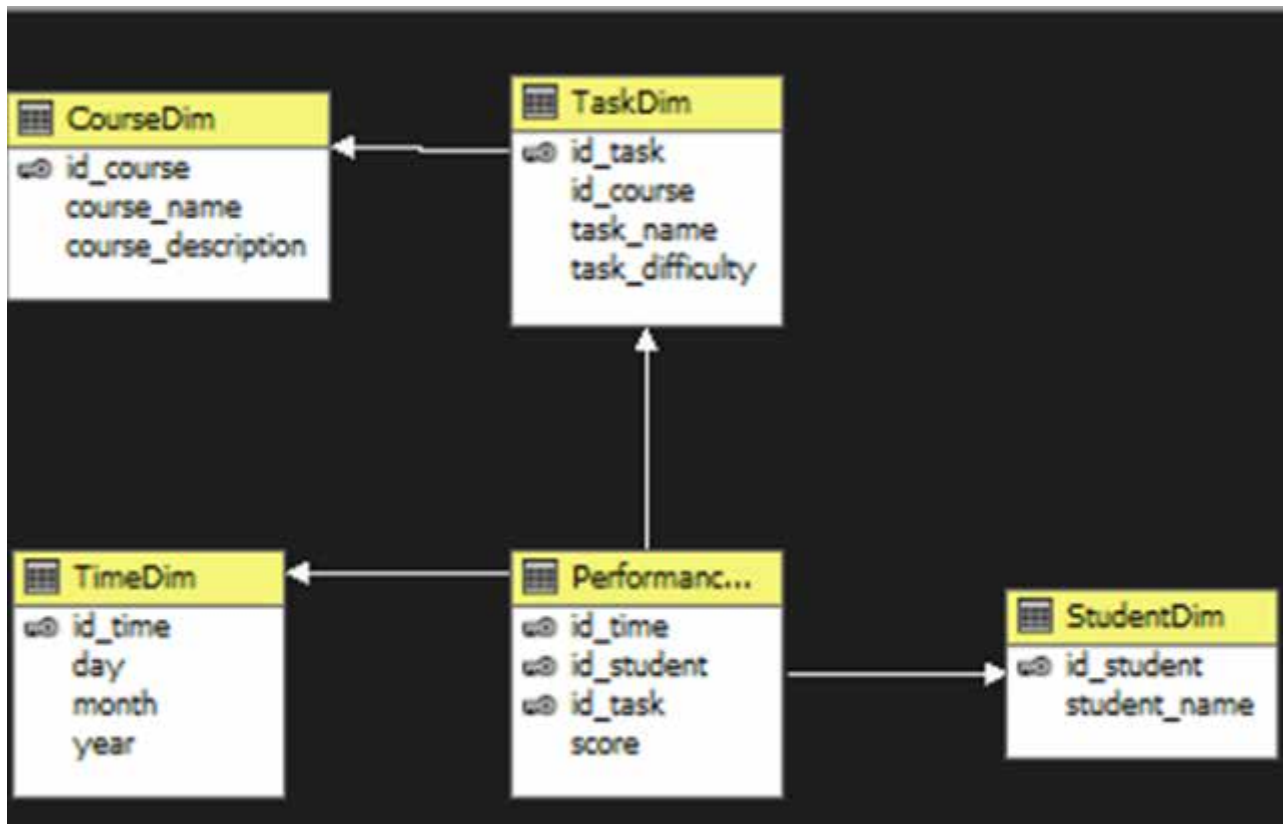 CourseDim
id_course
course_name
course_description
TaskDim
id_task
id_course
task_name
task_difficulty
TimeDim
id_time
day
month
year
Performanc...
id_time
id_student
id_task
score
StudentDim
id_student
student_name